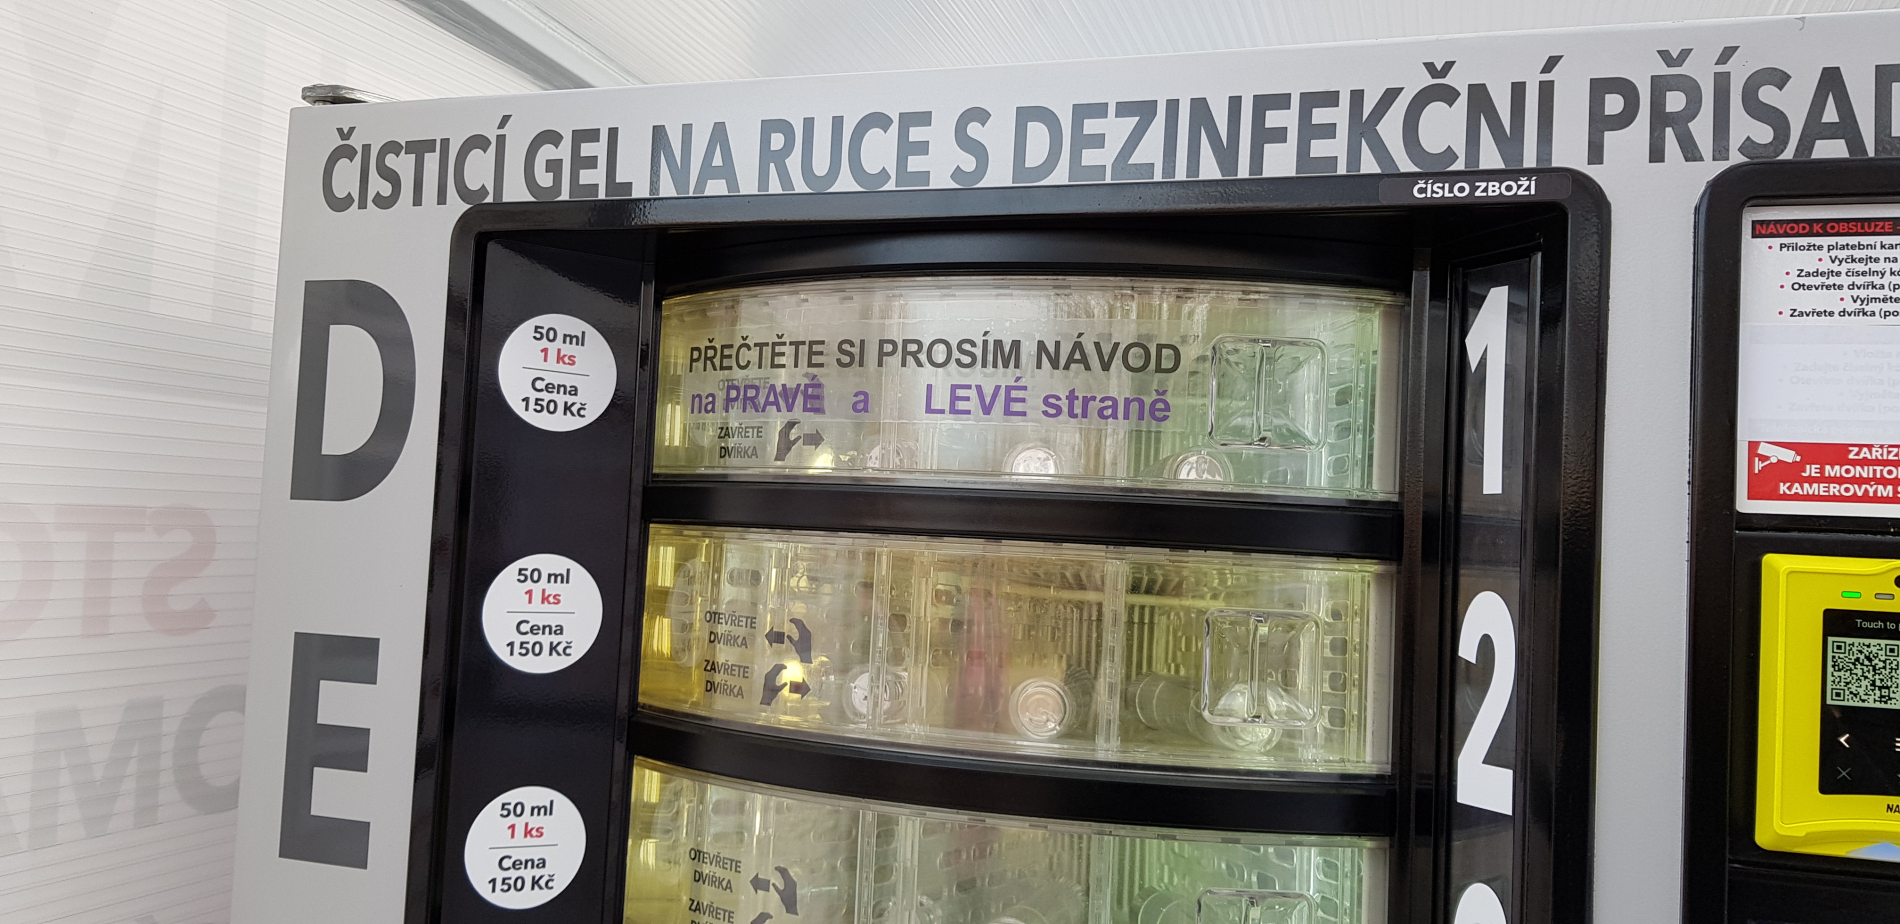 ČISTICÍ GEL NA RUCE S DEZINFEKČNÍ PŘÍSAD
ČÍSLO ZBOŽÍ
D
E
50 ml
1 ks
Cena
150 Kč
PŘEČTĚTE SI PROSÍM NÁVOD
na PRAVÉ a LEVÉ straně
OTEVŘETE
ZAVŘETE
DVÍŘKA
1
50 ml
1 ks
Cena
150 Kč
OTEVŘETE
DVÍŘKA
ZAVŘETE
DVÍŘKA
2
50 ml
1 ks
Cena
150 Kč
OTEVŘETE
DVÍŘKA
ZAVŘETE
NÁVOD K OBSLUZE -
• Přiložte platební kar
• Vyčkejte na
• Zadejte číselný k
• Otevřete dvířka (p
• Vyjměte
• Zavřete dvířka (po
ZAŘÍZ
JE MONITO
KAMEROVÝM S
Touch to
NA